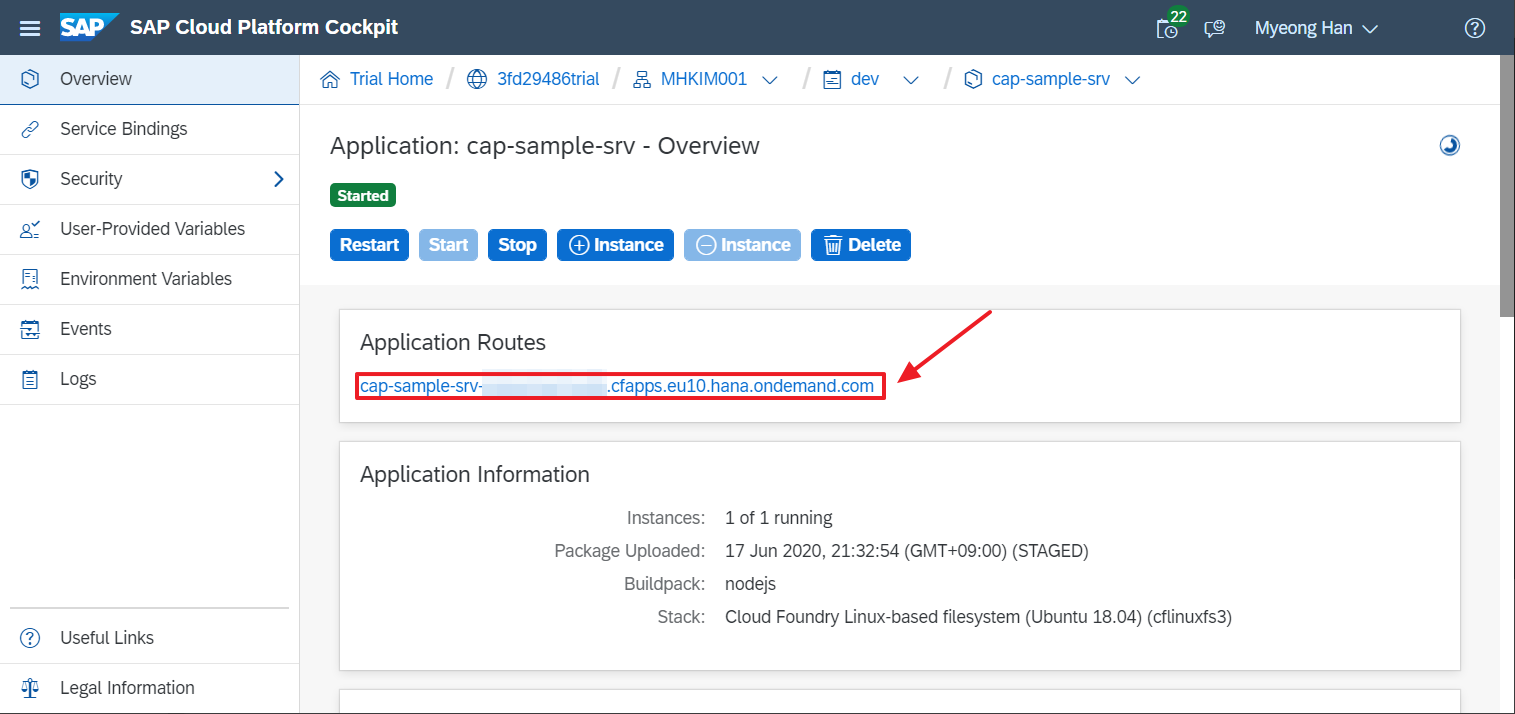 SAP SAP Cloud Platform Cockpit 22 Myeong Han
Overview
Service Bindings
Security
User-Provided Variables
Environment Variables
Events
Logs
Useful Links
Legal Information
Trial Home / 3fd29486trial / MHKIM001 / dev / cap-sample-srv
Application: cap-sample-srv - Overview
Started
Restart Start Stop Instance Instance Delete
Application Routes
cap-sample-srv- .cfapps.eu10.hana.ondemand.com
Application Information
Instances: 1 of 1 running
Package Uploaded: 17 Jun 2020, 21:32:54 (GMT+09:00) (STAGED)
Buildpack: nodejs
Stack: Cloud Foundry Linux-based filesystem (Ubuntu 18.04) (cflinuxfs3)